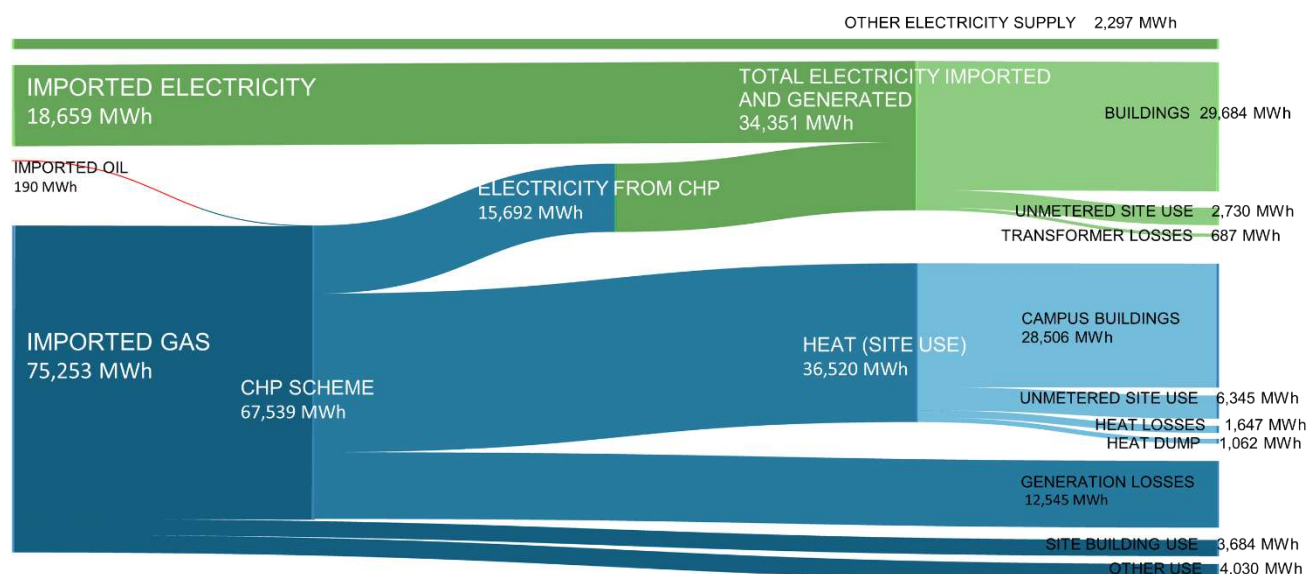 OTHER ELECTRICITY SUPPLY 2,297 MWh
IMPORTED ELECTRICITY
18,659 MWh
TOTAL ELECTRICITY IMPORTED
AND GENERATED
34,351 MWh
BUILDINGS 29,684 MWh
IMPORTED OIL
190 MWh
ELECTRICITY FROM CHP
15,692 MWh
UNMETERED SITE USE 2,730 MWh
TRANSFORMER LOSSES 687 MWh
IMPORTED GAS
75,253 MWh
CHP SCHEME
67,539 MWh
HEAT (SITE USE)
36,520 MWh
CAMPUS BUILDINGS
28,506 MWh
UNMETERED SITE USE 6,345 MWh
HEAT LOSSES 1,647 MWh
HEAT DUMP 1,062 MWh
GENERATION LOSSES
12,545 MWh
SITE BUILDING USE 3,684 MWh
OTHER USE 4,030 MWh